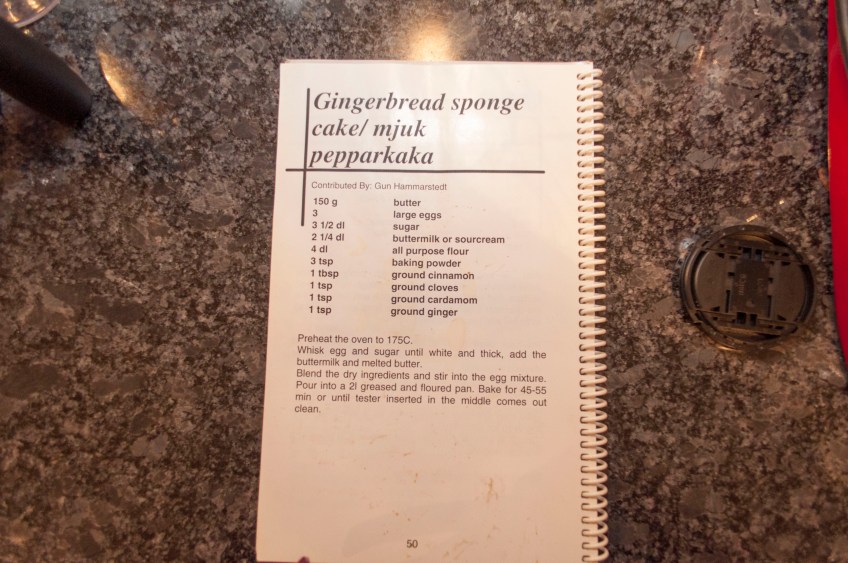 Gingerbread sponge
cake/ mjuk
pepparkaka
Contributed By: Gun Hammarstedt
150 g butter
3 large eggs
3 1/2 dl sugar
2 1/4 dl buttermilk or sourcream
4 dl all purpose flour
3 tsp baking powder
1 tbsp ground cinnamon
1 tsp ground cloves
1 tsp ground cardamom
1 tsp ground ginger
Preheat the oven to 175C.
Whisk egg and sugar until white and thick, add the
buttermilk and melted butter.
Blend the dry ingredients and stir into the egg mixture.
Pour into a 2l greased and floured pan. Bake for 45-55
min or until tester inserted in the middle comes out
clean.
50